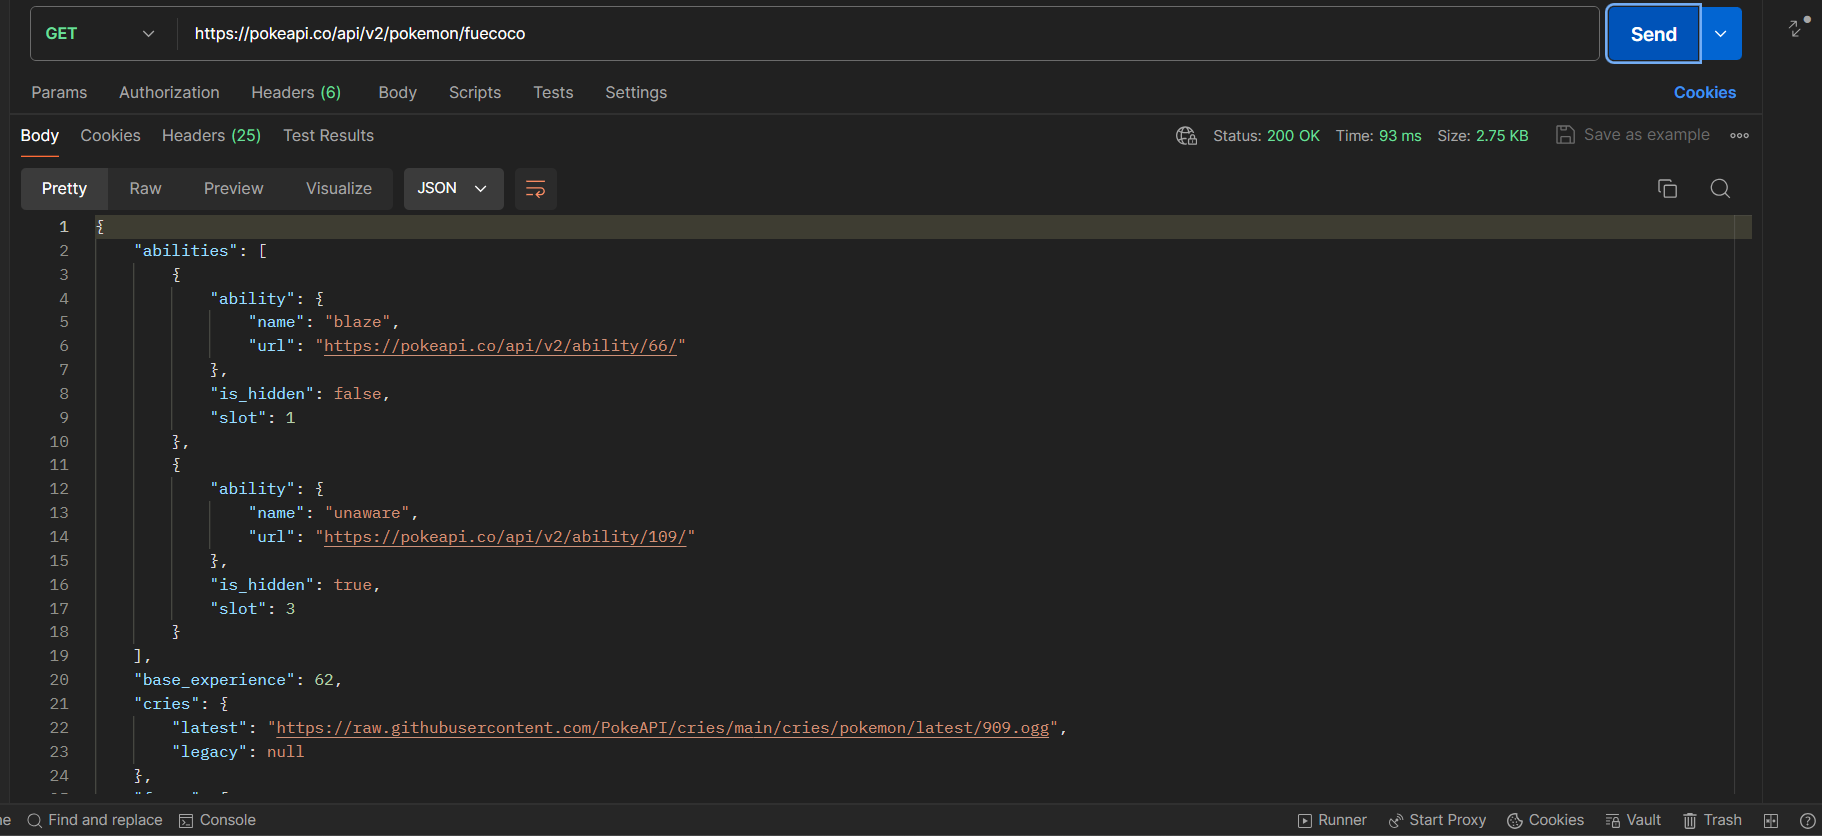 GET https://pokeapi.co/api/v2/pokemon/fuecoco Send
Params Authorization Headers (6) Body Scripts Tests Settings Cookies
Body Cookies Headers (25) Test Results Status: 200 OK Time: 93 ms Size: 2.75 KB Save as example
Pretty Raw Preview Visualize JSON
1 {
2 "abilities": [
3 {
4 "ability": {
5 "name": "blaze",
6 "url": "https://pokeapi.co/api/v2/ability/66/"
7 },
8 "is_hidden": false,
9 "slot": 1
10 },
11 {
12 "ability": {
13 "name": "unaware",
14 "url": "https://pokeapi.co/api/v2/ability/109/"
15 },
16 "is_hidden": true,
17 "slot": 3
18 }
19 ],
20 "base_experience": 62,
21 "cries": {
22 "latest": "https://raw.githubusercontent.com/PokeAPI/cries/main/cries/pokemon/latest/909.ogg",
23 "legacy": null
24 },
Find and replace Console Runner Start Proxy Cookies Vault Trash